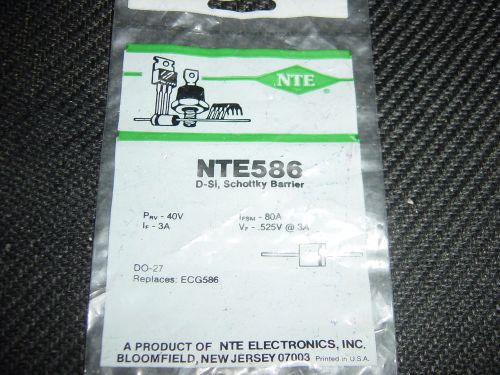 NTE
®
NTE586
D-SI, Schottky Barrier
PRV - 40V IFSM - 80A
IF - 3A VF - .525V @ 3A
DO-27
Replaces: ECG586
A PRODUCT OF NTE ELECTRONICS, INC.
BLOOMFIELD, NEW JERSEY 07003 Printed in U.S.A.